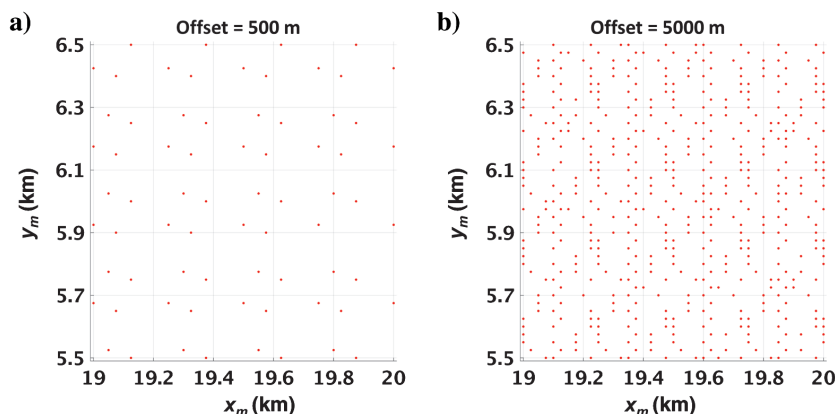 a)
Offset = 500 m
6.5
6.3
6.1
5.9
5.7
5.5
y_m (km)
19 19.2 19.4 19.6 19.8 20
x_m (km)
b)
Offset = 5000 m
6.5
6.3
6.1
5.9
5.7
5.5
y_m (km)
19 19.2 19.4 19.6 19.8 20
x_m (km)